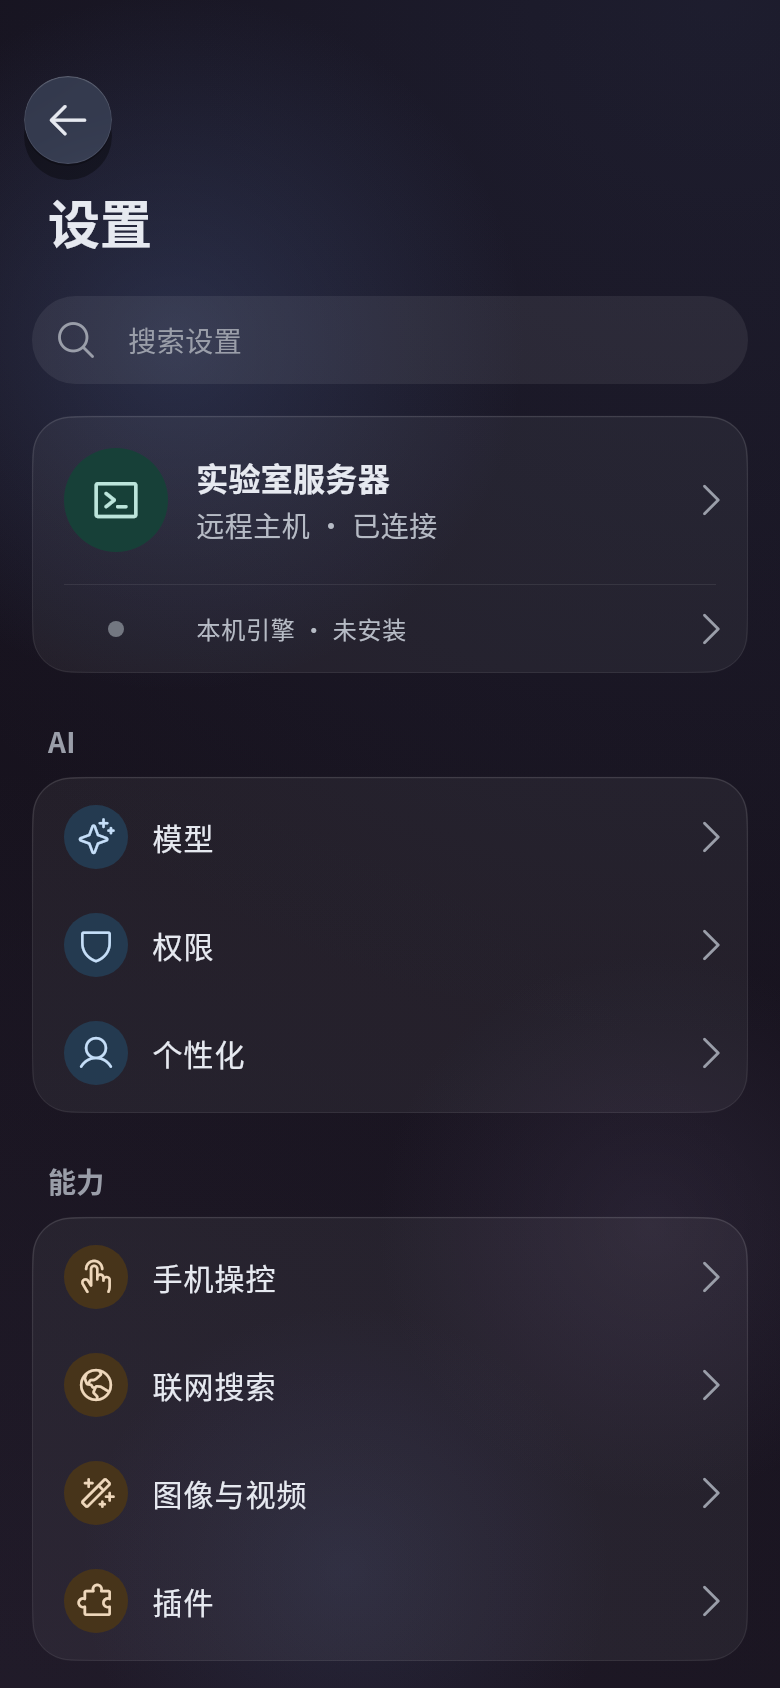 设置
搜索设置
实验室服务器
远程主机 · 已连接
本机引擎 · 未安装
AI
模型
权限
个性化
能力
手机操控
联网搜索
图像与视频
插件